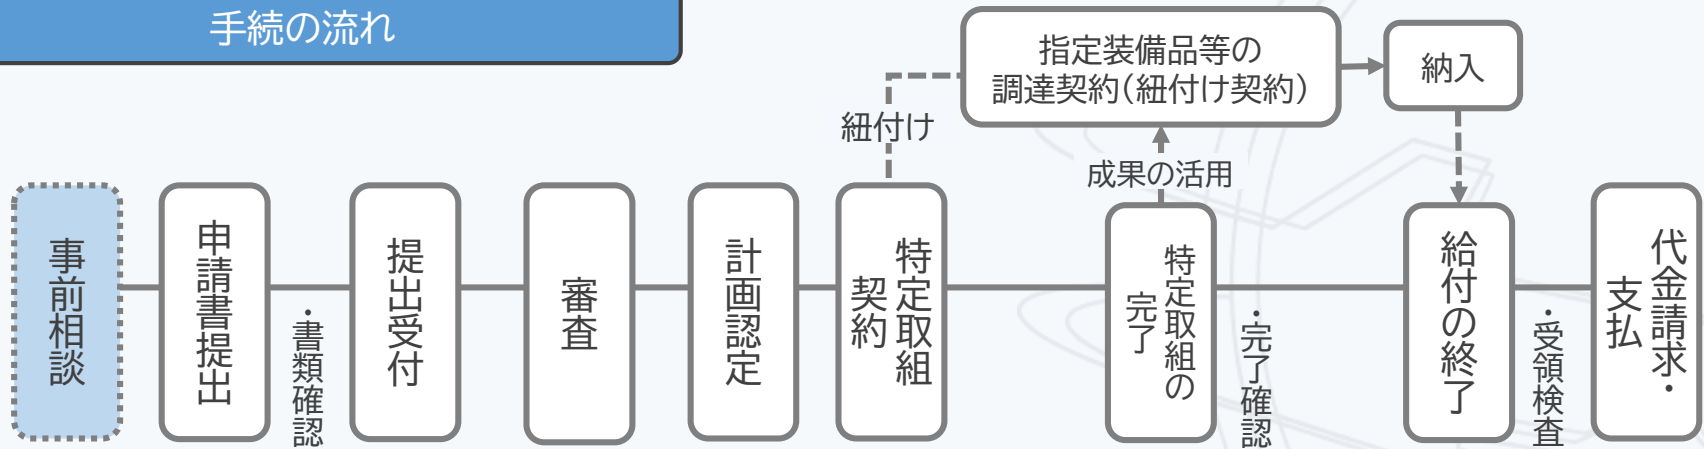 手続の流れ
指定装備品等の
調達契約(紐付け契約)
納入
紐付け
成果の活用
事前相談
申請書提出
・書類確認
提出受付
審査
計画認定
特定取組
契約
特定取組の
完了
・完了確認
給付の終了
・受領検査
代金請求・
支払